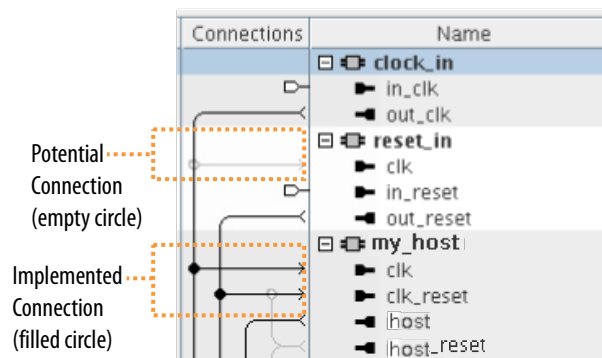 Connections Name
clock_in
in_clk
out_clk
reset_in
clk
in_reset
out_reset
my_host
clk
clk_reset
host
host_reset
Potential
Connection
(empty circle)
Implemented
Connection
(filled circle)